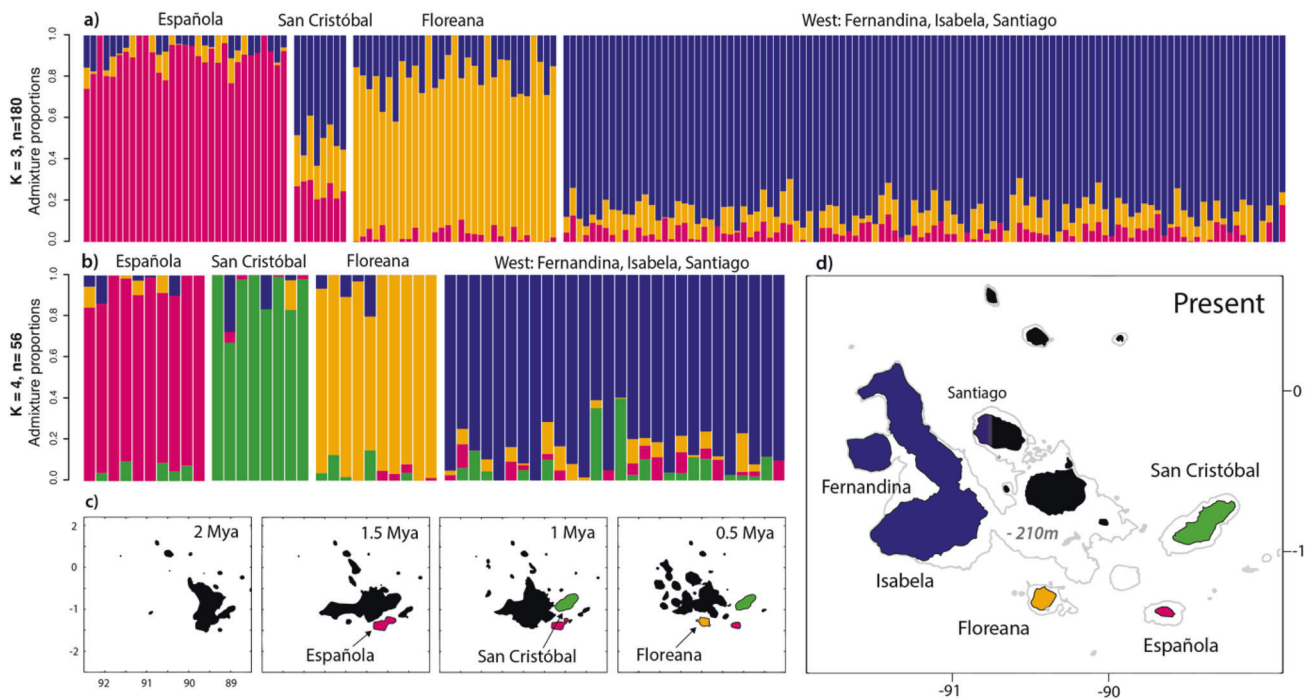 a)
Española
San Cristóbal
Floreana
West: Fernandina, Isabela, Santiago
K = 3, n=180
Admixture proportions
1.0
0.8
0.6
0.4
0.2
0.0
b)
Española
San Cristóbal
Floreana
West: Fernandina, Isabela, Santiago
K = 4, n= 56
Admixture proportions
1.0
0.8
0.6
0.4
0.2
0.0
c)
2 Mya
1.5 Mya
1 Mya
0.5 Mya
2
1
0
-1
-2
92 91 90 89
Española
San Cristóbal
Floreana
d)
Present
Santiago
Fernandina
San Cristóbal
- 210m
Isabela
Floreana
Española
0
-1
-91
-90